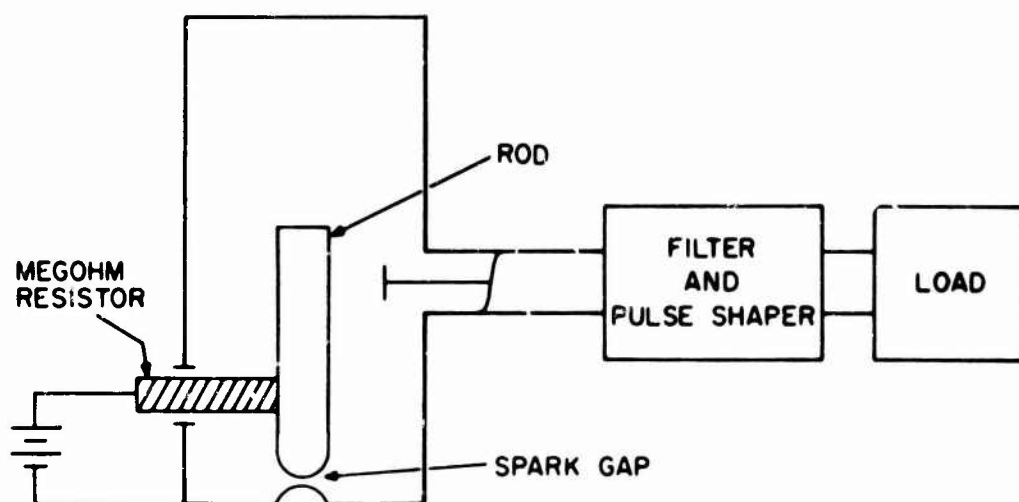 ROD
MEGOHM
RESISTOR
FILTER
AND
PULSE SHAPER
LOAD
SPARK GAP